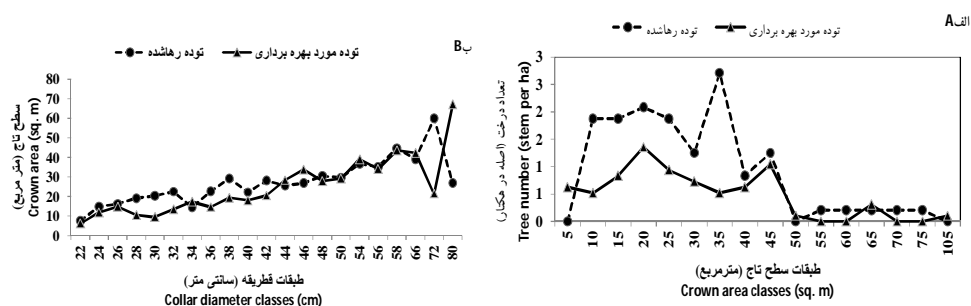 ب B
توده رهاشده
توده مورد بهره برداری
سطح تاج (متر مربع)
Crown area (sq. m)
80
70
60
50
40
30
20
10
0
22 24 26 28 30 32 34 36 38 40 42 44 46 48 50 54 56 58 66 72 80
طبقات قطریقه (سانتی متر)
Collar diameter classes (cm)
الف A
توده رهاشده
توده مورد بهره برداری
تعداد درخت (اصله در هکتار)
Tree number (stem per ha)
3
3
2
2
1
1
0
5 10 15 20 25 30 35 40 45 50 55 60 65 70 75 105
طبقات سطح تاج (مترمربع)
Crown area classes (sq. m)